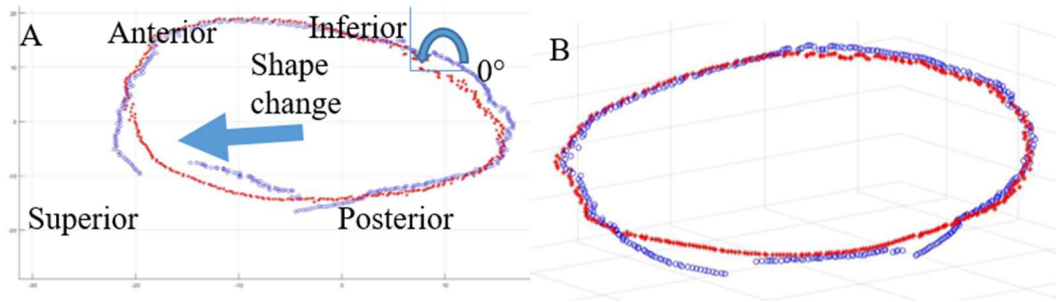 A
Anterior
Inferior
0°
Shape
change
Superior
Posterior
B